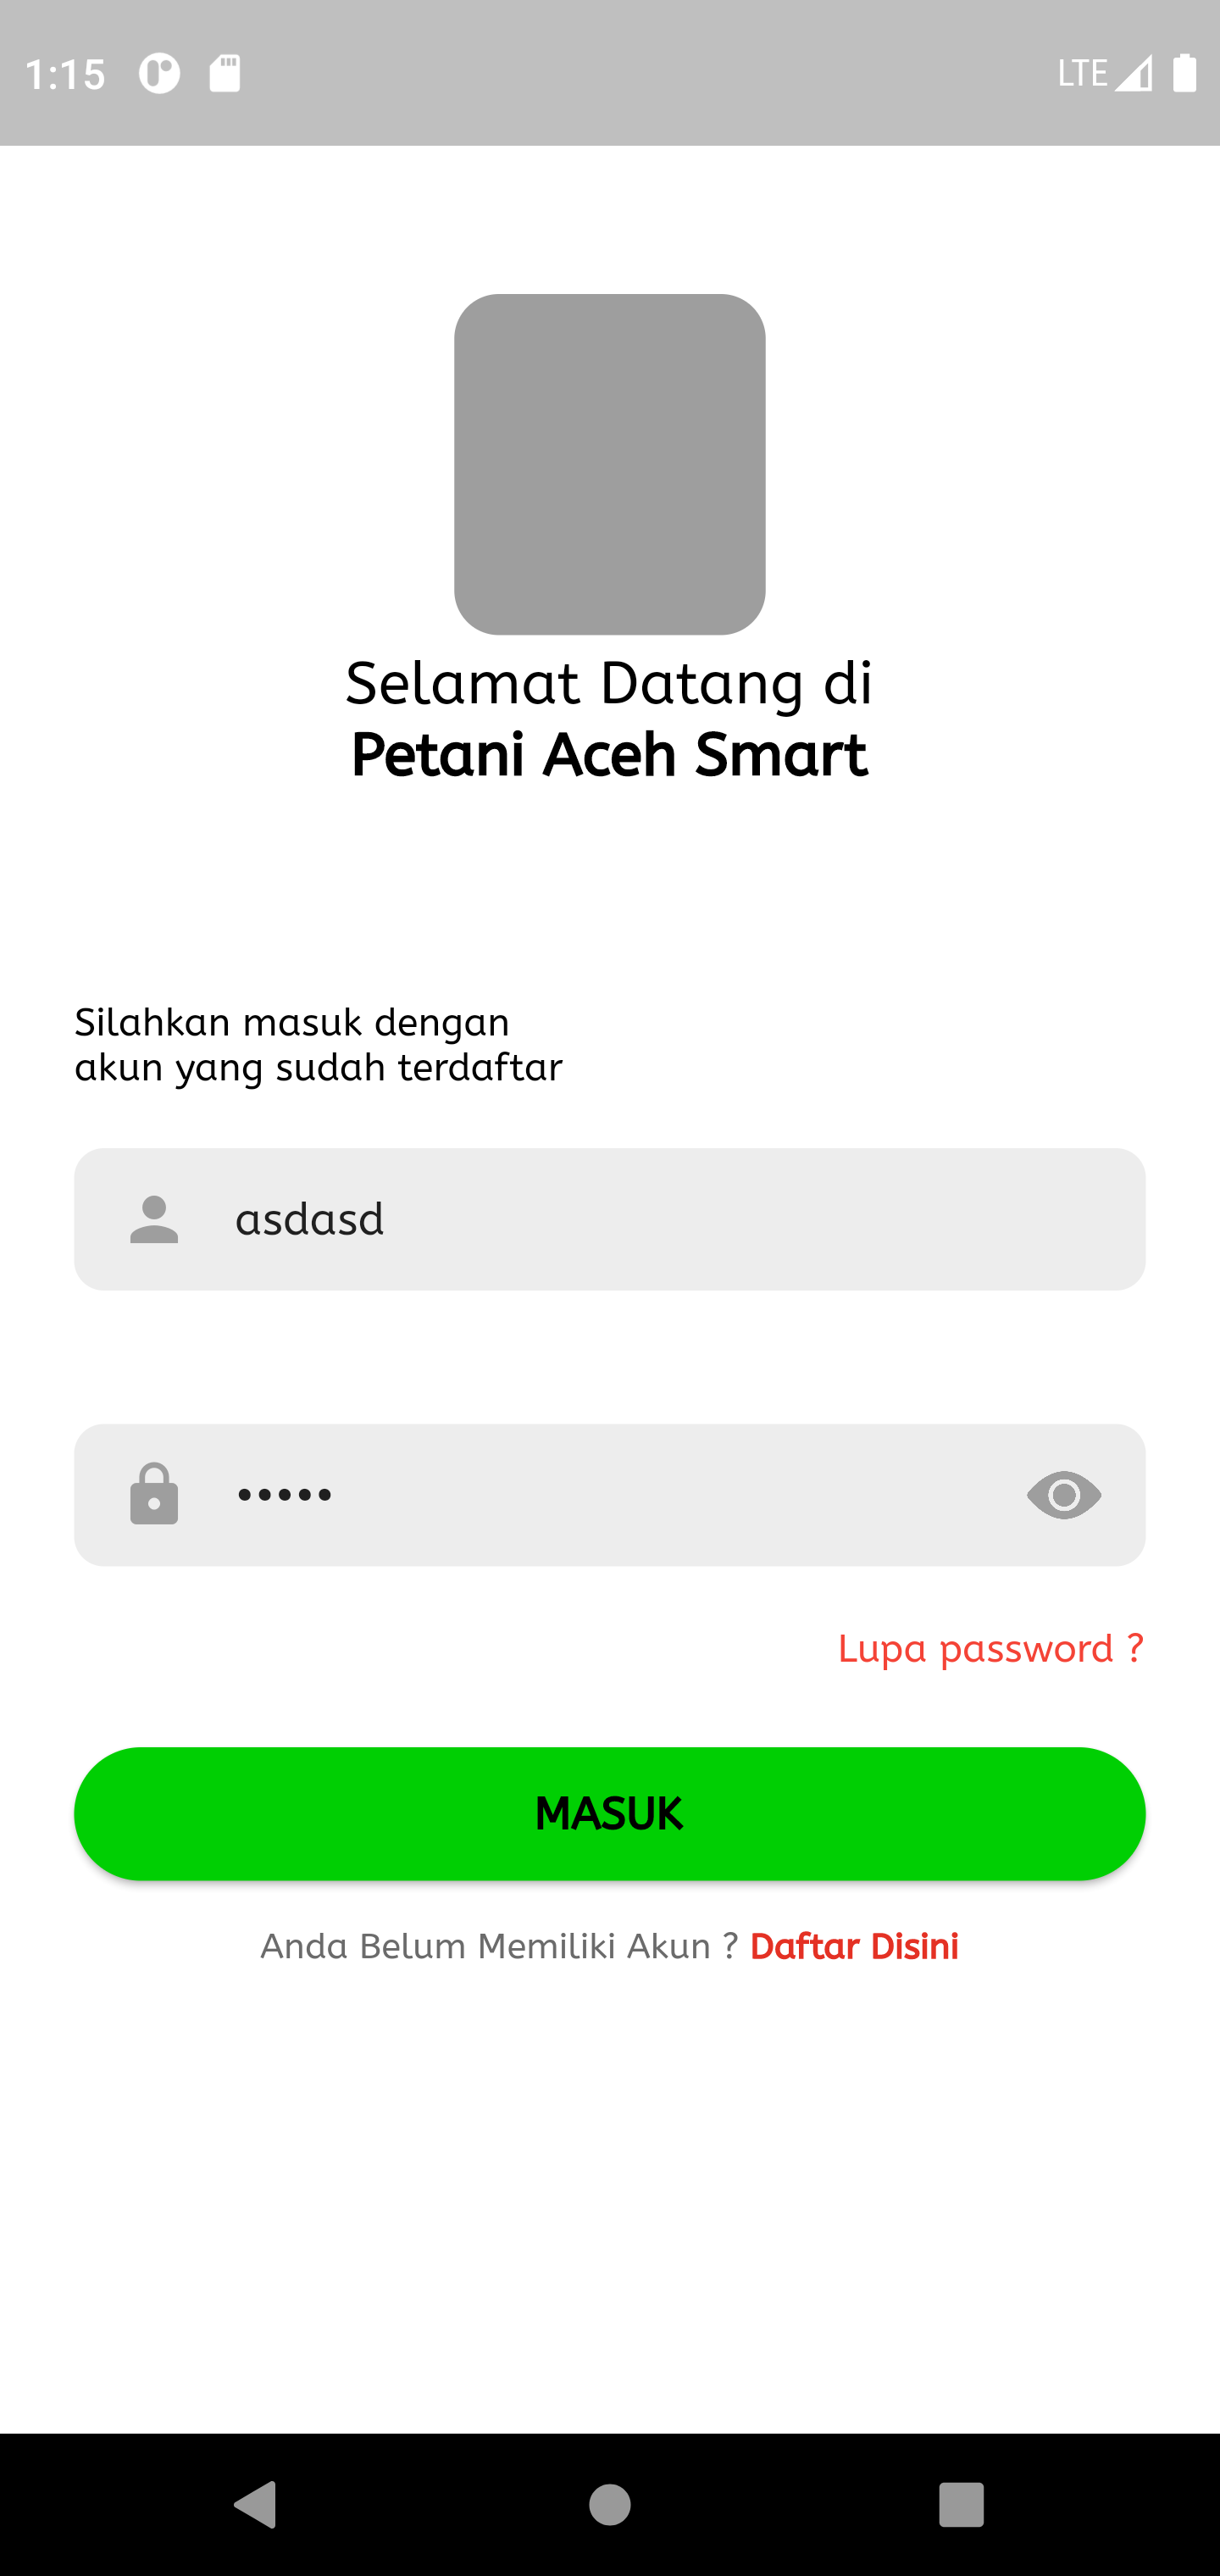 1:15 LTE
Selamat Datang di
Petani Aceh Smart
Silahkan masuk dengan
akun yang sudah terdaftar
asdasd
•••••
Lupa password ?
MASUK
Anda Belum Memiliki Akun ? Daftar Disini